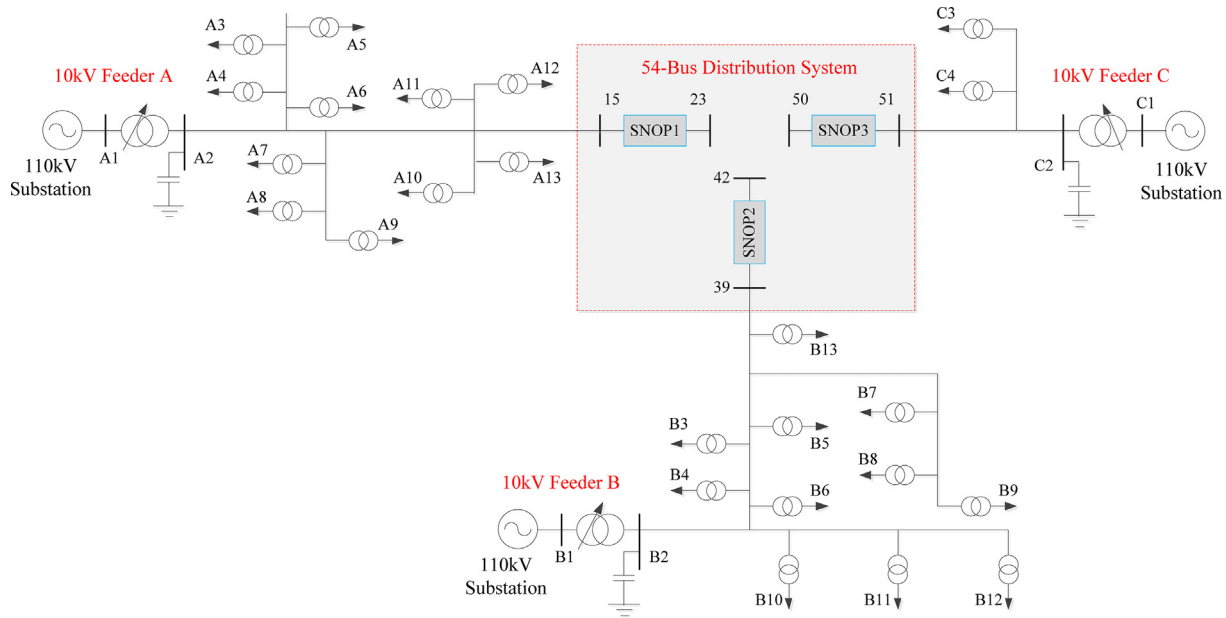 A3
A5
10kV Feeder A
A4
A6
A1
A2
110kV
Substation
A7
A8
A9
A11
A12
A10
A13
54-Bus Distribution System
15
23
SNOP1
50
51
SNOP3
42
SNOP2
39
C3
C4
10kV Feeder C
C1
C2
110kV
Substation
B13
B7
B3
B5
B4
B8
B6
B9
10kV Feeder B
B1
B2
110kV
Substation
B10
B11
B12